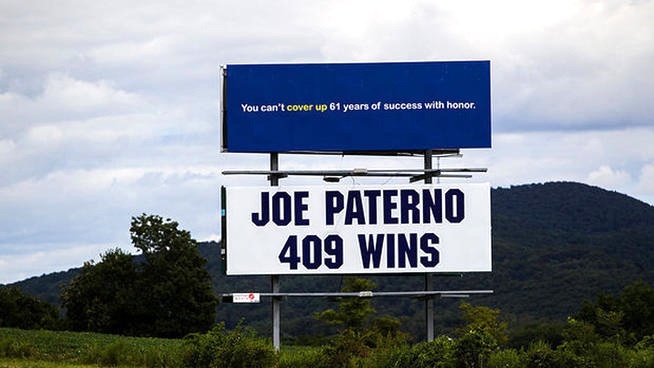 You can't cover up 61 years of success with honor.
JOE PATERNO
409 WINS